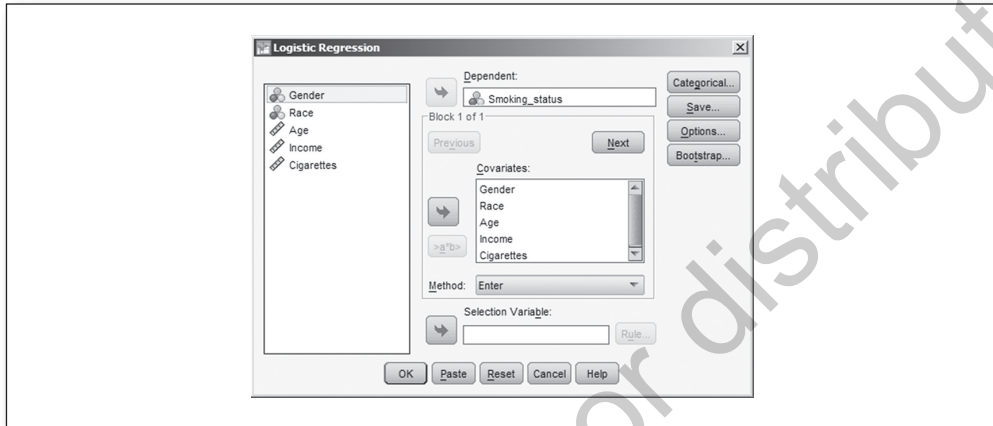 Logistic Regression
Gender
Race
Age
Income
Cigarettes
Dependent:
Smoking_status
Block 1 of 1
Previous
Next
Covariates:
Gender
Race
Age
Income
Cigarettes
>a*b>
Method: Enter
Selection Variable:
Rule...
Categorical...
Save...
Options...
Bootstrap...
OK Paste Reset Cancel Help
or distribut